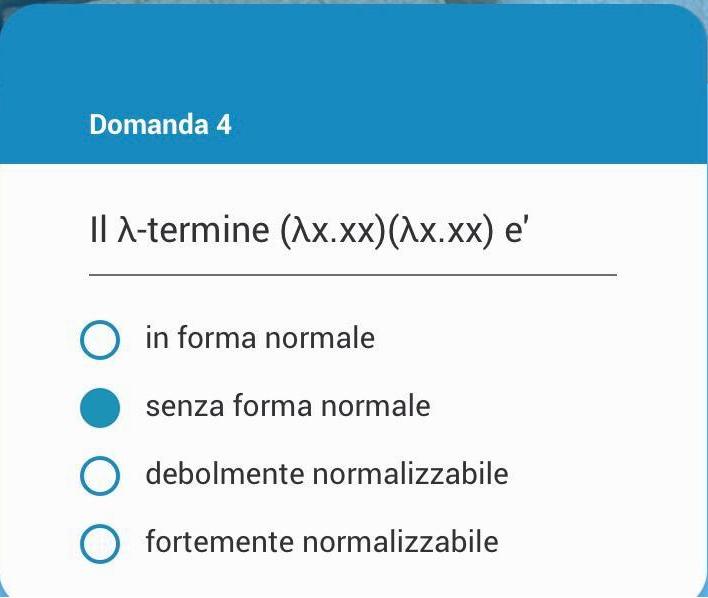 Domanda 4
Il λ-termine (λx.xx)(λx.xx) e'
in forma normale
senza forma normale
debolmente normalizzabile
fortemente normalizzabile